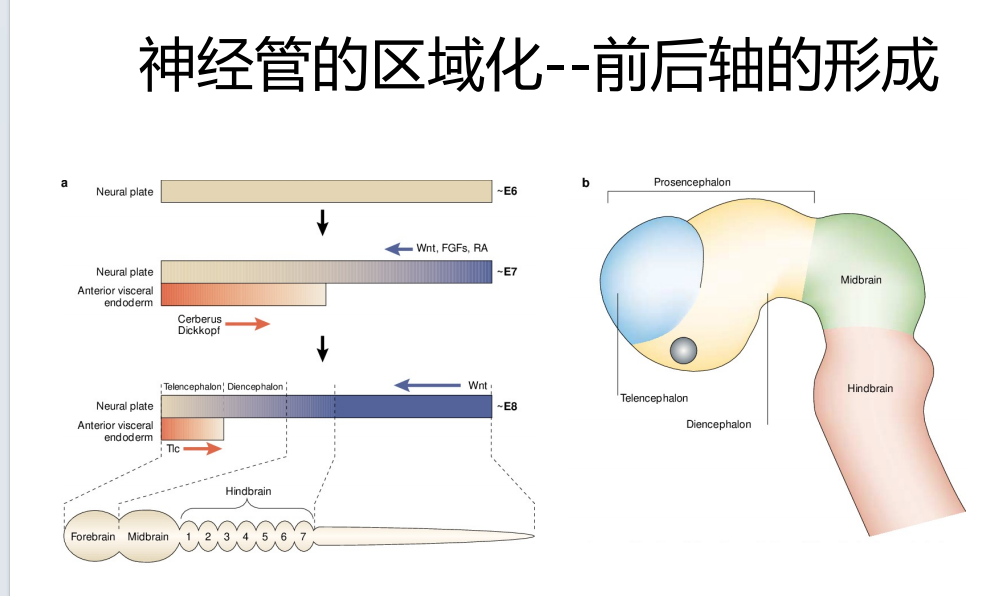 神经管的区域化--前后轴的形成
a
Neural plate
~E6
Wnt, FGFs, RA
Neural plate
~E7
Anterior visceral
endoderm
Cerberus
Dickkopf
Telencephalon
Diencephalon
Wnt
Neural plate
~E8
Anterior visceral
endoderm
Tlc
Hindbrain
Forebrain
Midbrain
1 2 3 4 5 6 7
b
Prosencephalon
Midbrain
Hindbrain
Telencephalon
Diencephalon